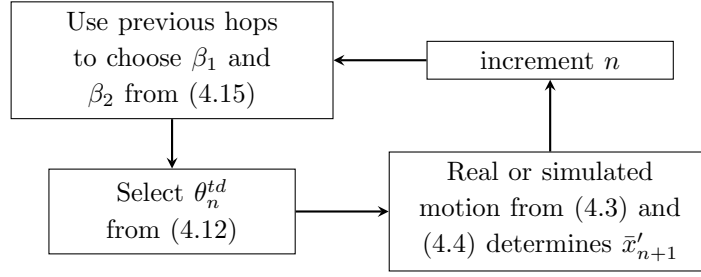 Use previous hops
to choose β₁ and
β₂ from (4.15)
increment n
Select θₙᵗᵈ
from (4.12)
Real or simulated
motion from (4.3) and
(4.4) determines x̄′ₙ₊₁